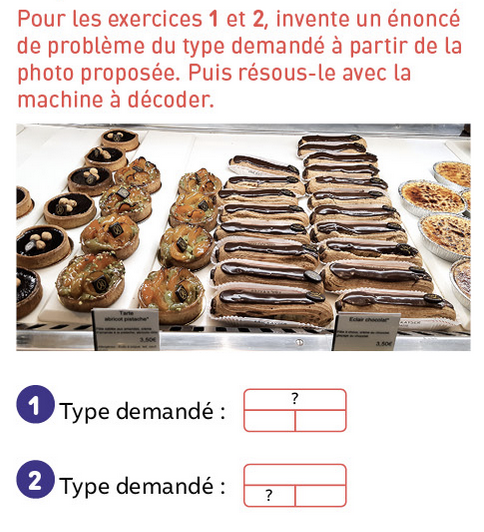 Pour les exercices 1 et 2, invente un énoncé
de problème du type demandé à partir de la
photo proposée. Puis résous-le avec la
machine à décoder.
Tarte
abricot pistache
3,50€
Eclair chocolat
3,50€
1 Type demandé :
?
2 Type demandé :
?